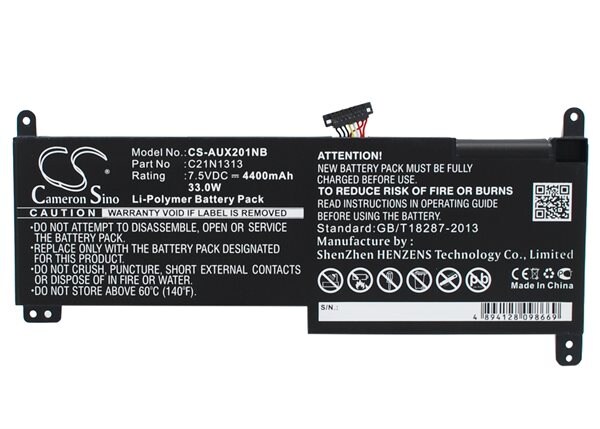 CS
Cameron Sino
Model No.: CS-AUX201NB
Part No. : C21N1313
Rating : 7.5VDC ⎓ 4400mAh
33.0W
Li-Polymer Battery Pack
CAUTION : WARRANTY VOID IF LABEL IS REMOVED
•DO NOT ATTEMPT TO DISASSEMBLE, OPEN OR SERVICE
THE BATTERY PACK.
•REPLACE ONLY WITH THE BATTERY PACK DESIGNATED
FOR THIS EQUIPMENT.
•DO NOT CRUSH, PUNCTURE, SHORT EXTERNAL CONTACTS
OR DISPOSE OF IN FIRE OR WATER.
•DO NOT EXPOSE ABOVE 60°C (140°F).
ATTENTION!
NEW BATTERY PACK MUST BE FULLY
CHARGED BEFORE USE.
TO REDUCE RISK OF FIRE OR BURNS
READ INSTRUCTIONS IN OPERATING GUIDE
BEFORE BATTERY USE.
Standard:GB/T18287-2013
Manufacture by:
ShenZhen HENZENS Technology Co., Limited
CE
Made In China
S/N.:
4 894128 098669